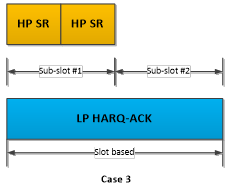 HP SR HP SR
Sub-slot #1 Sub-slot #2
LP HARQ-ACK
Slot based
Case 3